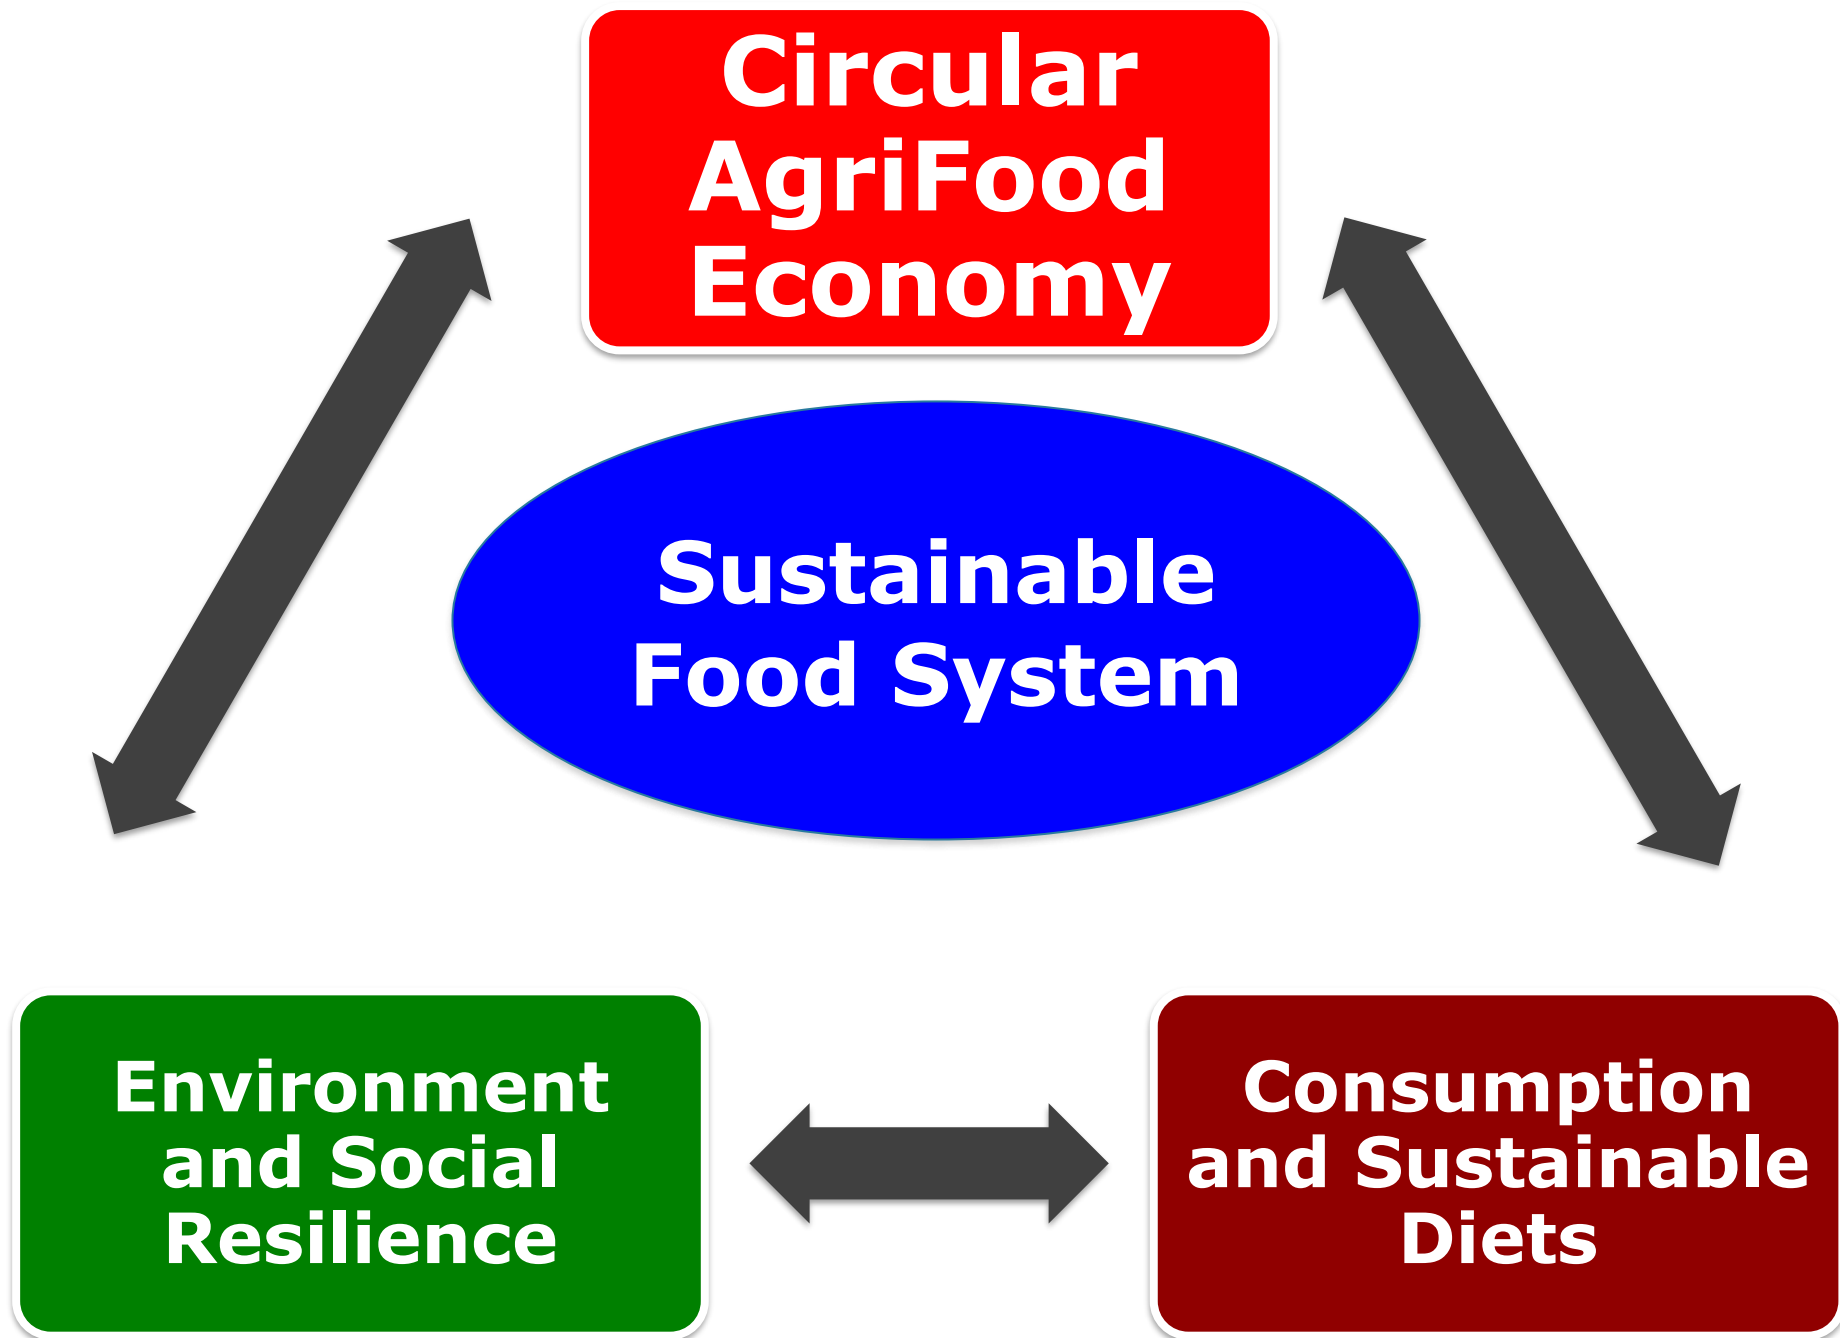 Circular
AgriFood
Economy
Sustainable
Food System
Environment
and Social
Resilience
Consumption
and Sustainable
Diets